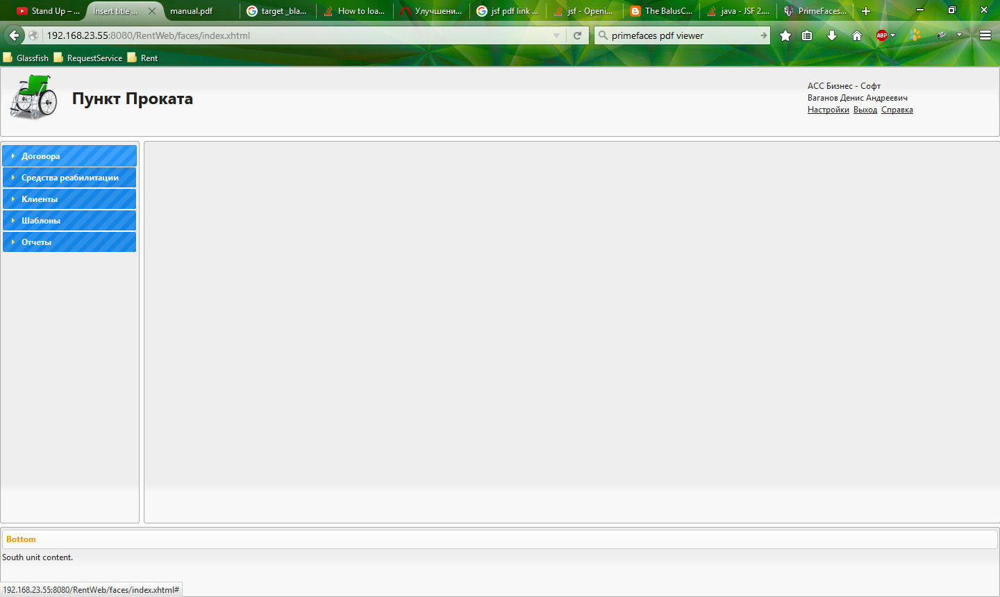 Stand Up – ...
Insert title ...
manual.pdf
target _bla...
How to loa...
Улучшени...
jsf pdf link ...
jsf - Openi...
The BalusC...
java - JSF 2....
PrimeFaces...
192.168.23.55:8080/RentWeb/faces/index.xhtml
primefaces pdf viewer
ABP
Glassfish
RequestService
Rent
Пункт Проката
АСС Бизнес - Софт
Ваганов Денис Андреевич
Настройки Выход Справка
Договора
Средства реабилитации
Клиенты
Шаблоны
Отчеты
Bottom
South unit content.
192.168.23.55:8080/RentWeb/faces/index.xhtml#